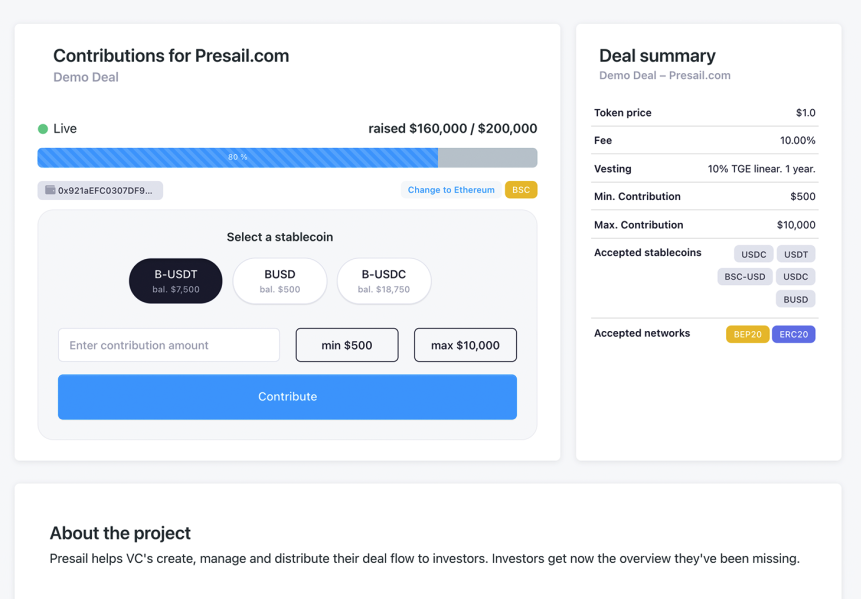 Contributions for Presail.com
Demo Deal
Live
raised $160,000 / $200,000
80 %
0x921aEFC0307DF9...
Change to Ethereum
BSC
Select a stablecoin
B-USDT
bal. $7,500
BUSD
bal. $500
B-USDC
bal. $18,750
Enter contribution amount
min $500
max $10,000
Contribute
Deal summary
Demo Deal – Presail.com
Token price $1.0
Fee 10.00%
Vesting 10% TGE linear. 1 year.
Min. Contribution $500
Max. Contribution $10,000
Accepted stablecoins USDC USDT
BSC-USD USDC
BUSD
Accepted networks BEP20 ERC20
About the project
Presail helps VC's create, manage and distribute their deal flow to investors. Investors get now the overview they've been missing.